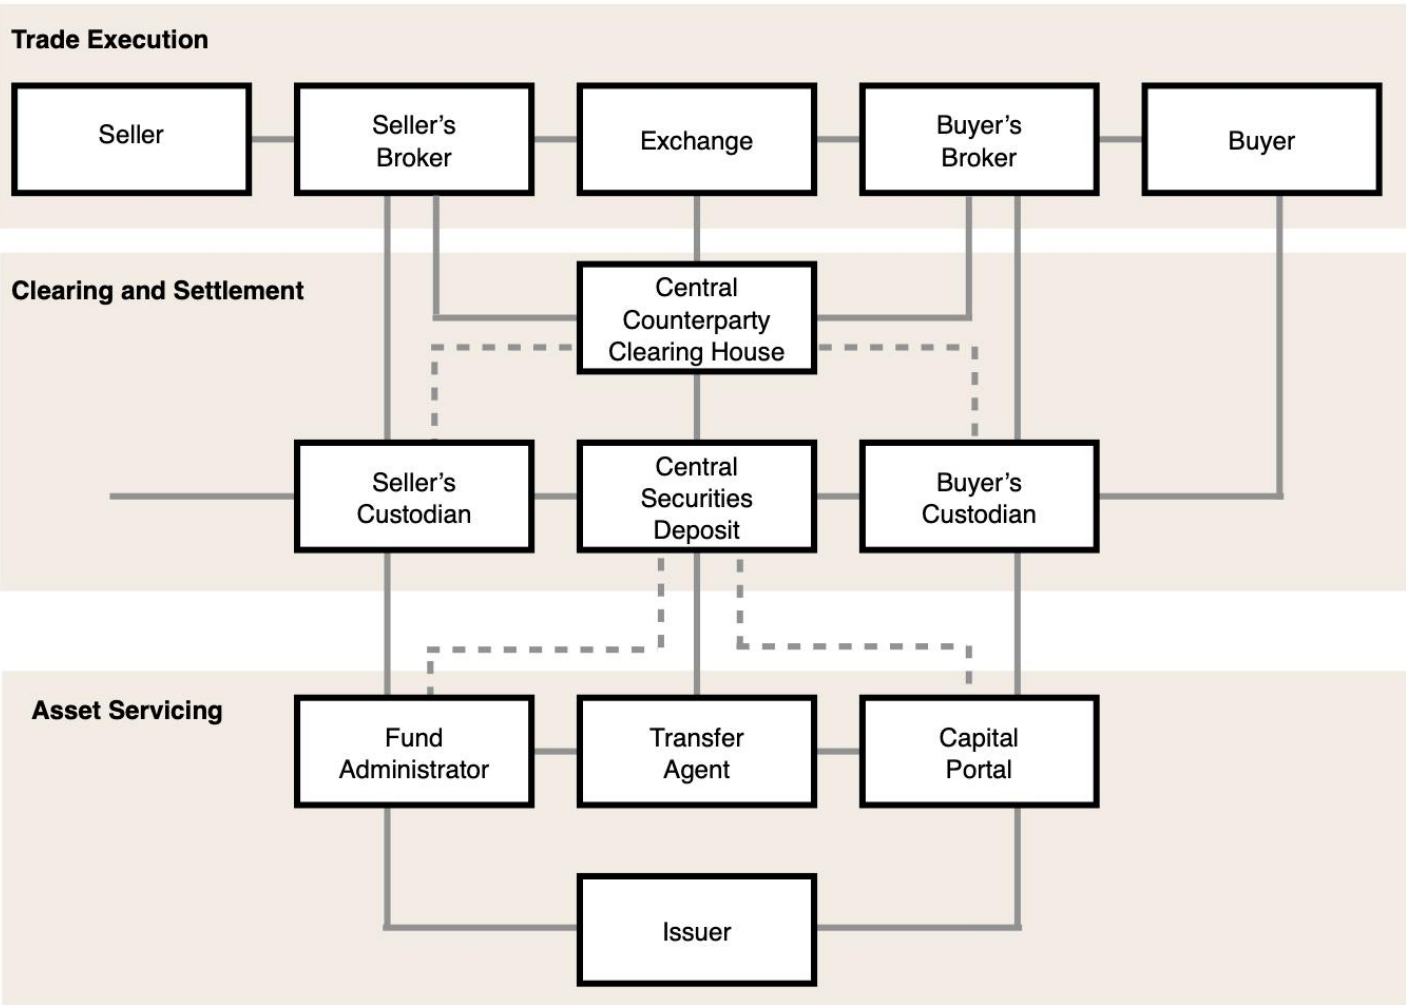 Trade Execution
Seller
Seller's
Broker
Exchange
Buyer's
Broker
Buyer
Clearing and Settlement
Central
Counterparty
Clearing House
Seller's
Custodian
Central
Securities
Deposit
Buyer's
Custodian
Asset Servicing
Fund
Administrator
Transfer
Agent
Capital
Portal
Issuer